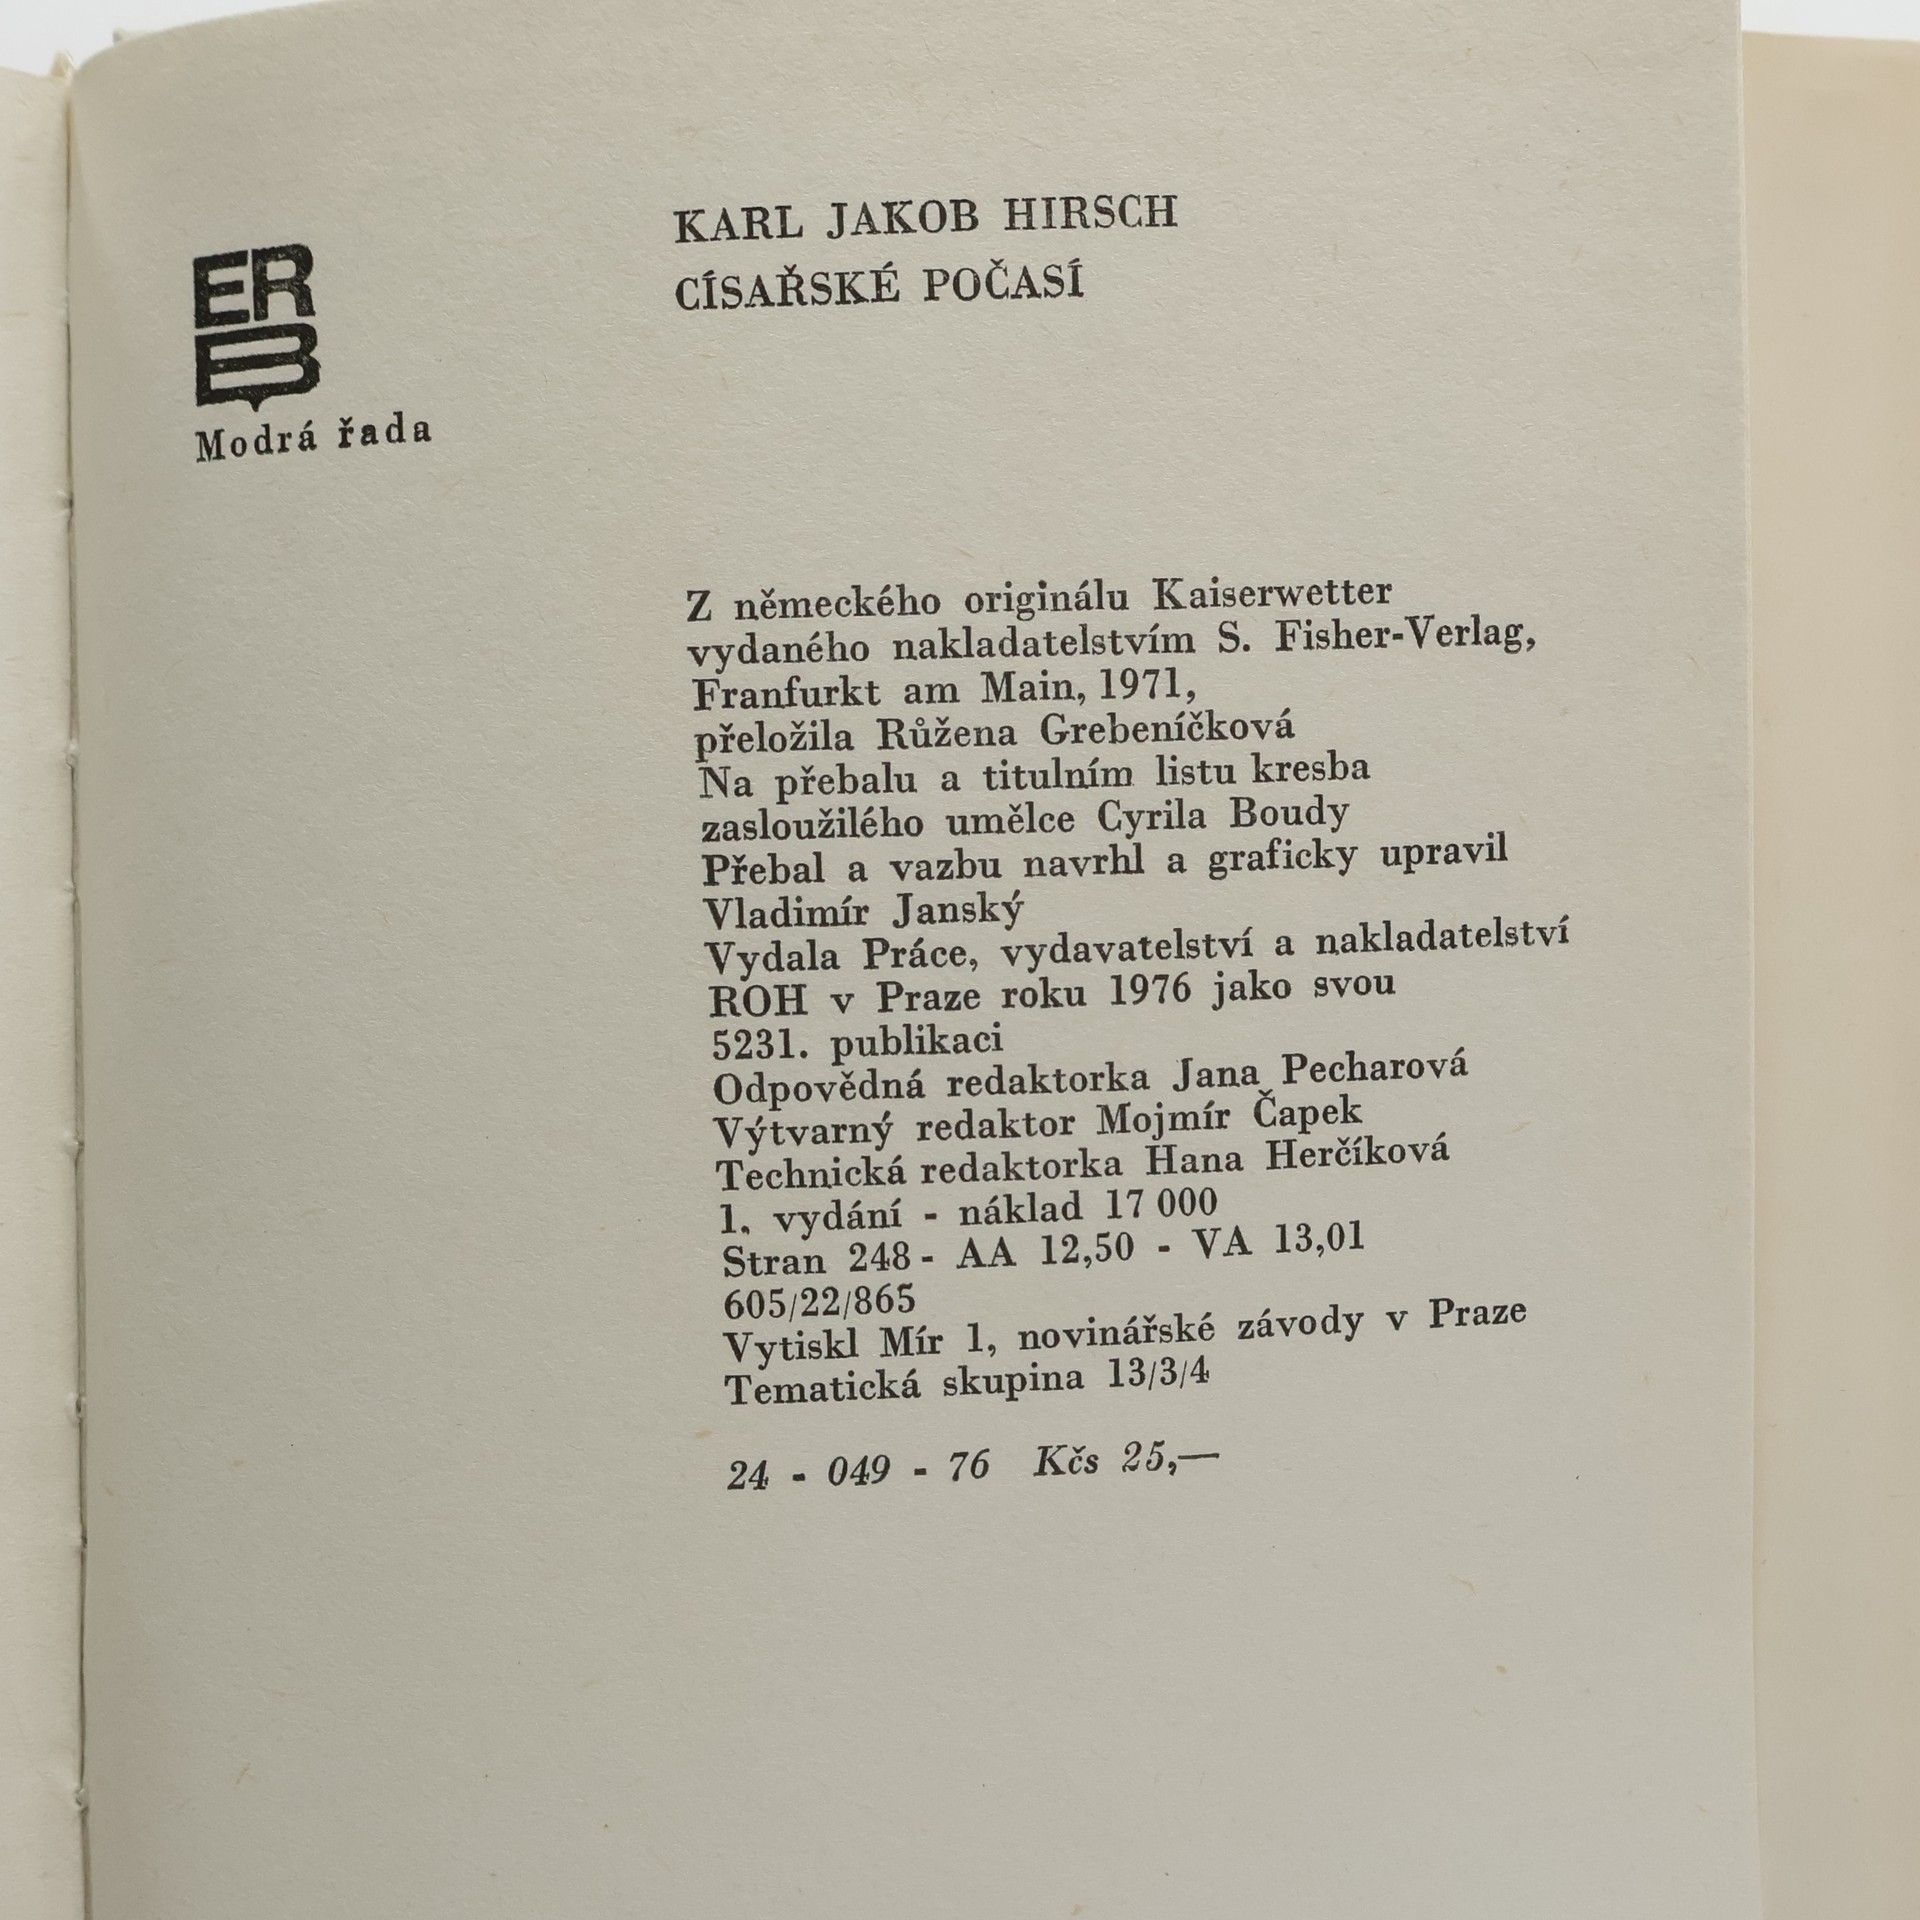 ER
B
Modrá řada
KARL JAKOB HIRSCH
CÍSAŘSKÉ POČASÍ
Z německého originálu Kaiserwetter
vydaného nakladatelstvím S. Fisher-Verlag,
Franfurkt am Main, 1971,
přeložila Růžena Grebeníčková
Na přebalu a titulním listu kresba
zasloužilého umělce Cyrila Boudy
Přebal a vazbu navrhl a graficky upravil
Vladimír Janský
Vydala Práce, vydavatelství a nakladatelství
ROH v Praze roku 1976 jako svou
5231. publikaci
Odpovědná redaktorka Jana Pecharová
Výtvarný redaktor Mojmír Čapek
Technická redaktorka Hana Herčíková
1. vydání - náklad 17 000
Stran 248 - AA 12,50 - VA 13,01
605/22/865
Vytiskl Mír 1, novinářské závody v Praze
Tematická skupina 13/3/4
24 - 049 - 76 Kčs 25,—